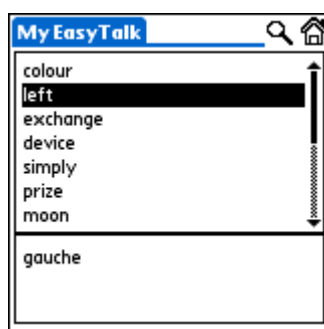 My EasyTalk
colour
left
exchange
device
simply
prize
moon
gauche